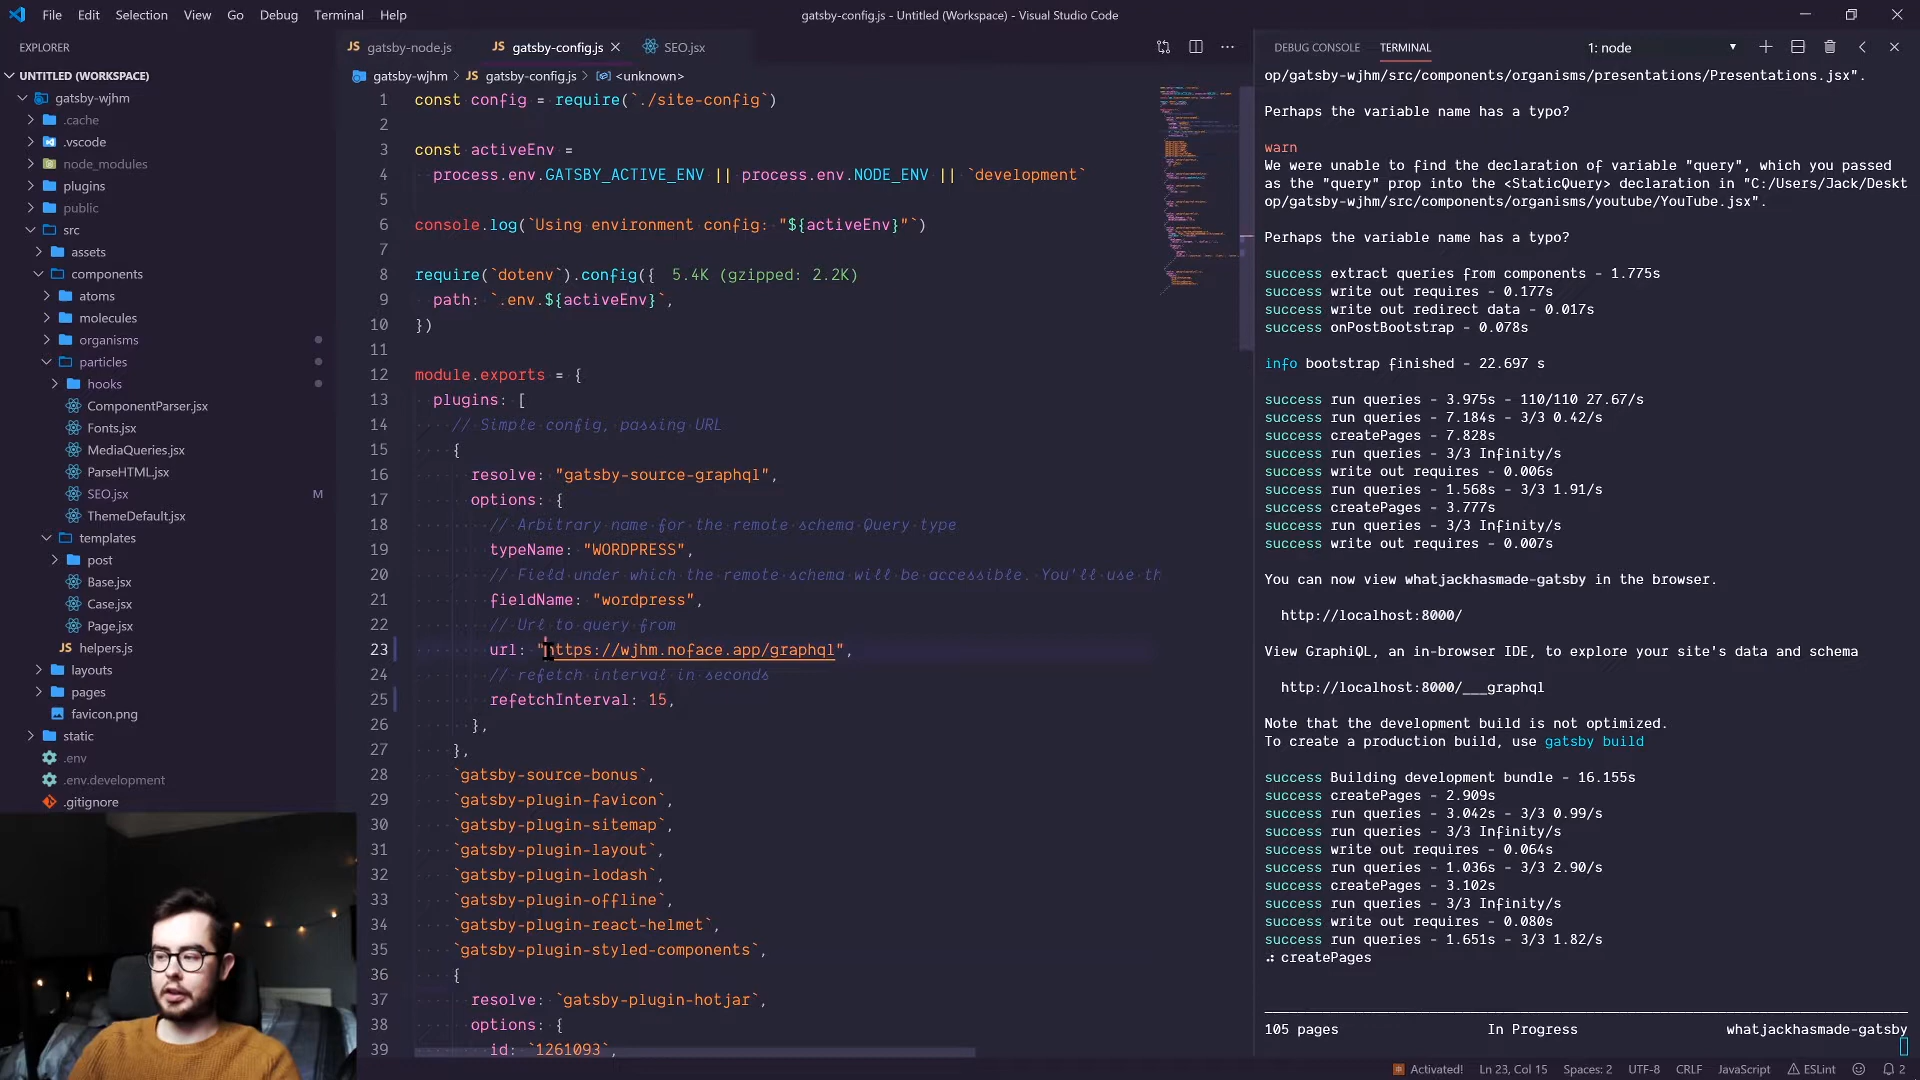 File Edit Selection View Go Debug Terminal Help
gatsby-config.js - Untitled (Workspace) - Visual Studio Code
EXPLORER
UNTITLED (WORKSPACE)
gatsby-wjhm
.cache
.vscode
node_modules
plugins
public
src
assets
components
atoms
molecules
organisms
particles
hooks
ComponentParser.jsx
Fonts.jsx
MediaQueries.jsx
ParseHTML.jsx
SEO.jsx M
ThemeDefault.jsx
templates
post
Base.jsx
Case.jsx
Page.jsx
helpers.js
layouts
pages
favicon.png
static
.env
.env.development
.gitignore
JS gatsby-node.js JS gatsby-config.js SEO.jsx
gatsby-wjhm > JS gatsby-config.js > <unknown>
1 const config = require(`./site-config`)
2
3 const activeEnv =
4 process.env.GATSBY_ACTIVE_ENV || process.env.NODE_ENV || `development`
5
6 console.log(`Using environment config: "${activeEnv}"`)
7
8 require(`dotenv`).config({ 5.4K (gzipped: 2.2K)
9 path: `.env.${activeEnv}`,
10 })
11
12 module.exports = {
13 plugins: [
14 // Simple config, passing URL
15 {
16 resolve: "gatsby-source-graphql",
17 options: {
18 // Arbitrary name for the remote schema Query type
19 typeName: "WORDPRESS",
20 // Field under which the remote schema will be accessible. You'll use th
21 fieldName: "wordpress",
22 // Url to query from
23 url: "https://wjhm.noface.app/graphql",
24 // refetch interval in seconds
25 refetchInterval: 15,
26 },
27 },
28 `gatsby-source-bonus`,
29 `gatsby-plugin-favicon`,
30 `gatsby-plugin-sitemap`,
31 `gatsby-plugin-layout`,
32 `gatsby-plugin-lodash`,
33 `gatsby-plugin-offline`,
34 `gatsby-plugin-react-helmet`,
35 `gatsby-plugin-styled-components`,
36 {
37 resolve: `gatsby-plugin-hotjar`,
38 options: {
39 id: `1261093`,
DEBUG CONSOLE TERMINAL 1: node
op/gatsby-wjhm/src/components/organisms/presentations/Presentations.jsx".
Perhaps the variable name has a typo?
warn
We were unable to find the declaration of variable "query", which you passed
as the "query" prop into the <StaticQuery> declaration in "C:/Users/Jack/Deskt
op/gatsby-wjhm/src/components/organisms/youtube/YouTube.jsx".
Perhaps the variable name has a typo?
success extract queries from components - 1.775s
success write out requires - 0.177s
success write out redirect data - 0.017s
success onPostBootstrap - 0.078s
info bootstrap finished - 22.697 s
success run queries - 3.975s - 110/110 27.67/s
success run queries - 7.184s - 3/3 0.42/s
success createPages - 7.828s
success run queries - 3/3 Infinity/s
success write out requires - 0.006s
success run queries - 1.568s - 3/3 1.91/s
success createPages - 3.777s
success run queries - 3/3 Infinity/s
success write out requires - 0.007s
You can now view whatjackhasmade-gatsby in the browser.
http://localhost:8000/
View GraphiQL, an in-browser IDE, to explore your site's data and schema
http://localhost:8000/___graphql
Note that the development build is not optimized.
To create a production build, use gatsby build
success Building development bundle - 16.155s
success createPages - 2.909s
success run queries - 3.042s - 3/3 0.99/s
success run queries - 3/3 Infinity/s
success write out requires - 0.064s
success run queries - 1.036s - 3/3 2.90/s
success createPages - 3.102s
success run queries - 3/3 Infinity/s
success write out requires - 0.080s
success run queries - 1.651s - 3/3 1.82/s
createPages
105 pages In Progress whatjackhasmade-gatsby
Activated! Ln 23, Col 15 Spaces: 2 UTF-8 CRLF JavaScript ESLint 2